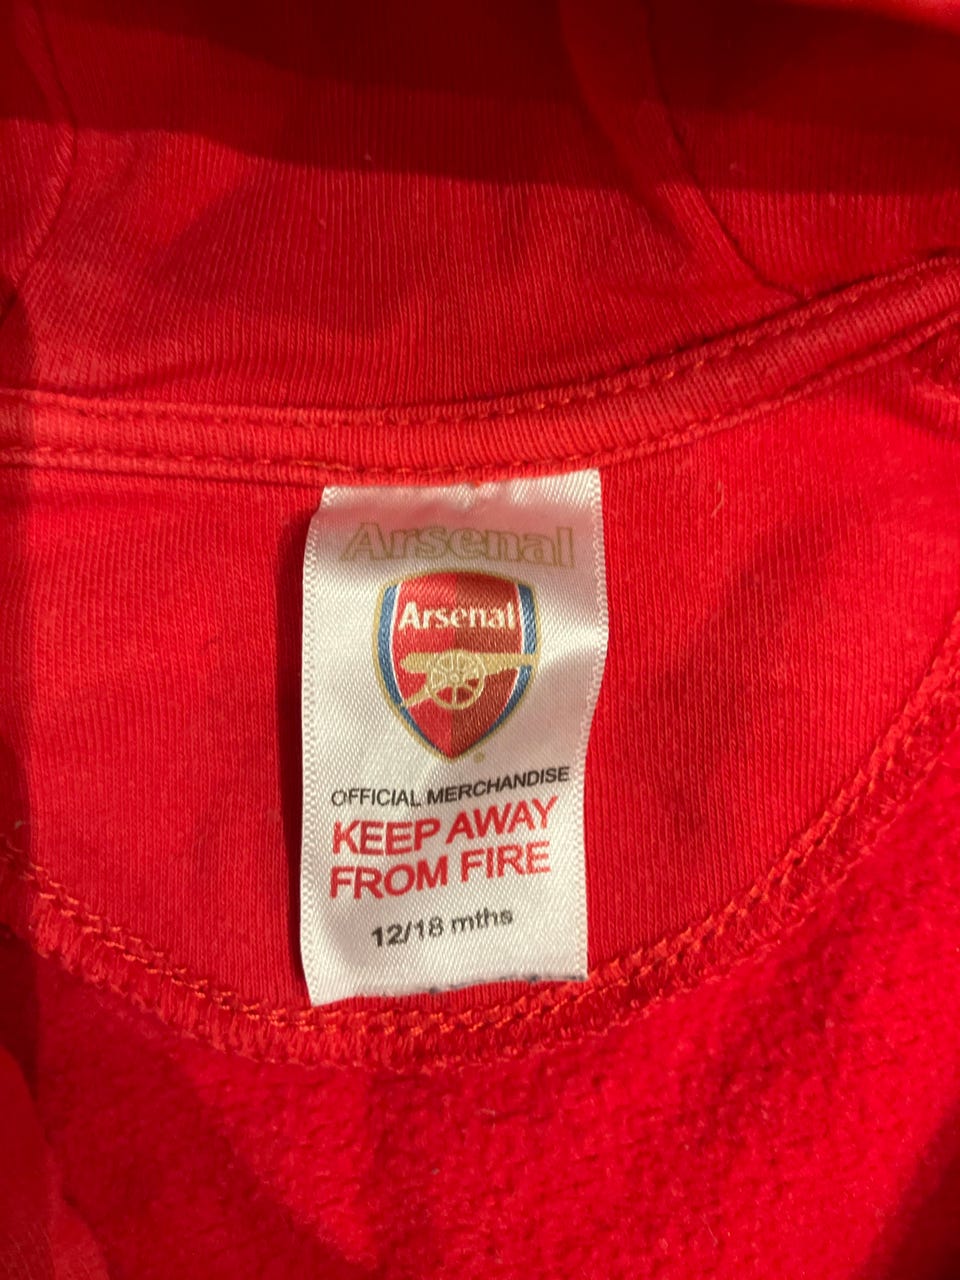 Arsenal
Arsenal
OFFICIAL MERCHANDISE
KEEP AWAY
FROM FIRE
12/18 mths